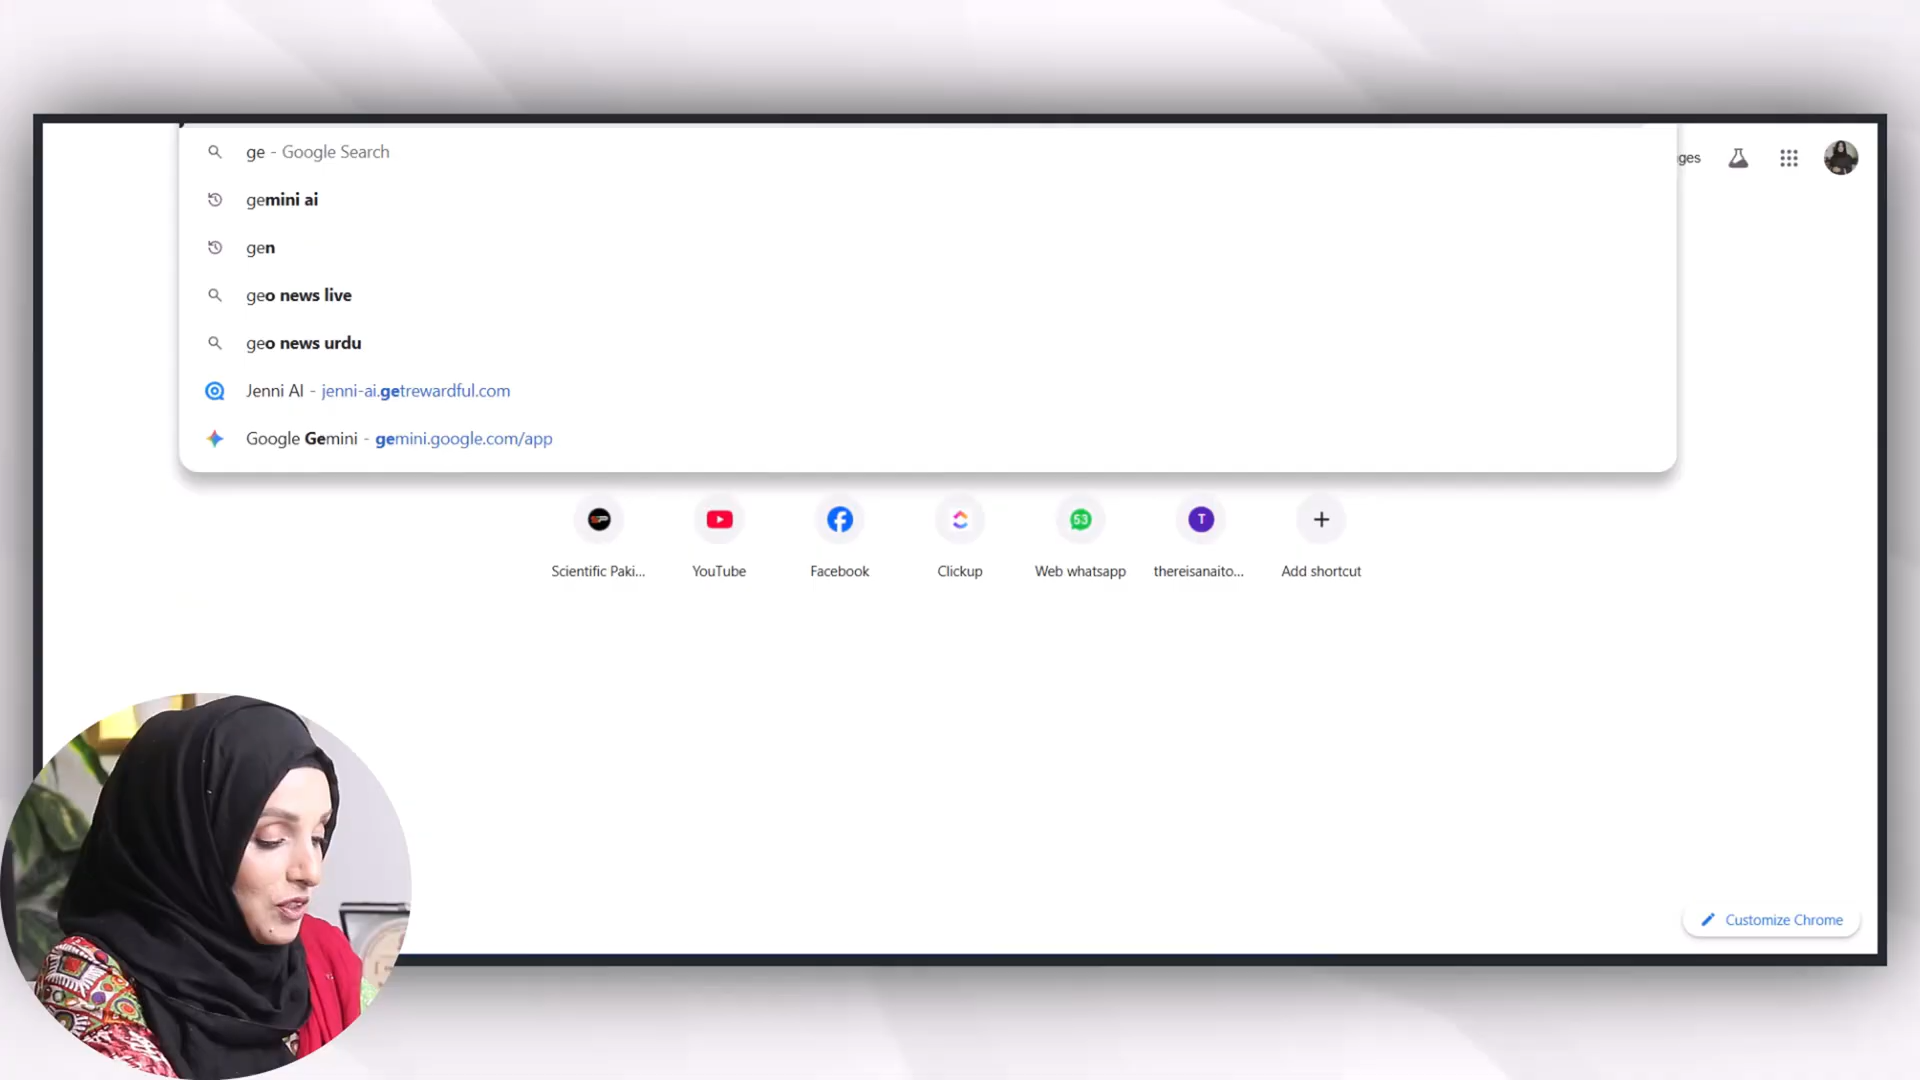 ge - Google Search
ges
gemini ai
gen
geo news live
geo news urdu
Jenni AI - jenni-ai.getrewardful.com
Google Gemini - gemini.google.com/app
SP
53
T
Scientific Paki...
YouTube
Facebook
Clickup
Web whatsapp
thereisanaito...
Add shortcut
Customize Chrome